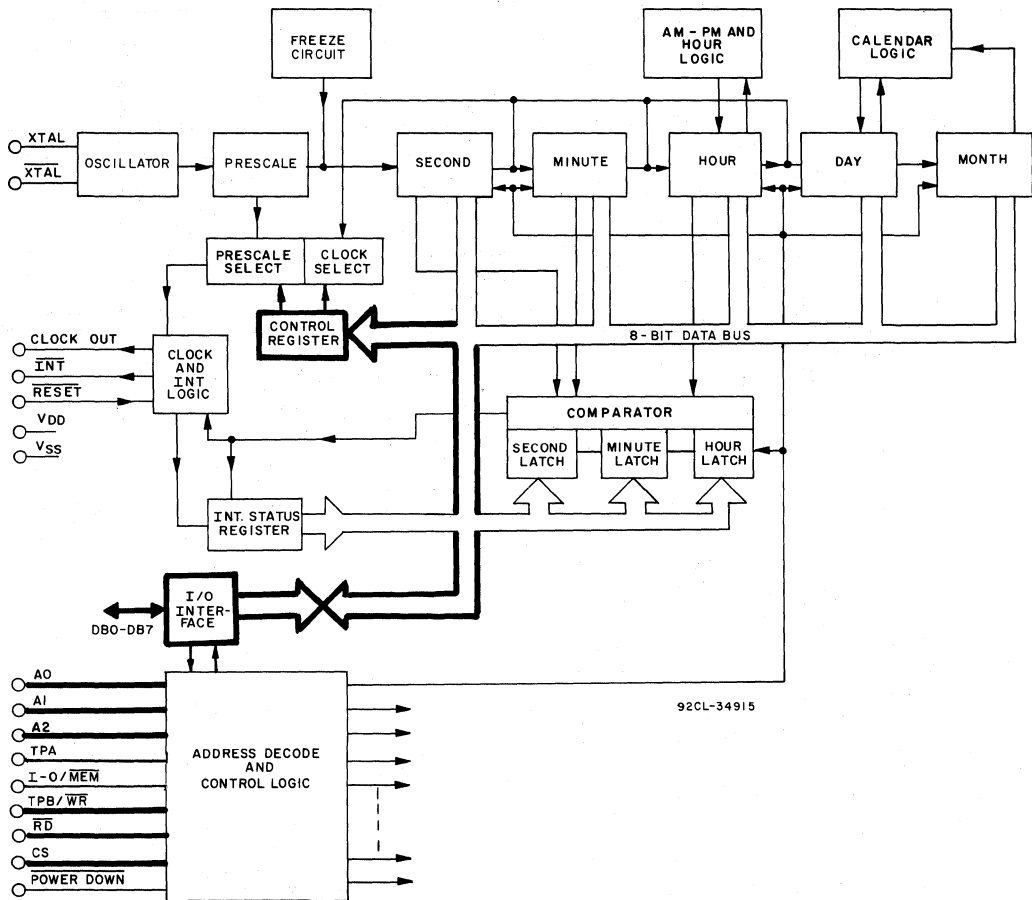 FREEZE
CIRCUIT
AM-PM AND
HOUR
LOGIC
CALENDAR
LOGIC
XTAL
XTAL
OSCILLATOR
PRESCALE
SECOND
MINUTE
HOUR
DAY
MONTH
PRESCALE
SELECT
CLOCK
SELECT
CONTROL
REGISTER
8-BIT DATA BUS
CLOCK OUT
INT
RESET
VDD
VSS
CLOCK
AND
INT
LOGIC
COMPARATOR
SECOND
LATCH
MINUTE
LATCH
HOUR
LATCH
INT. STATUS
REGISTER
I/O
INTER-
FACE
DB0-DB7
A0
A1
A2
TPA
I-O/MEM
TPB/WR
RD
CS
POWER DOWN
ADDRESS DECODE
AND
CONTROL LOGIC
92CL-34915